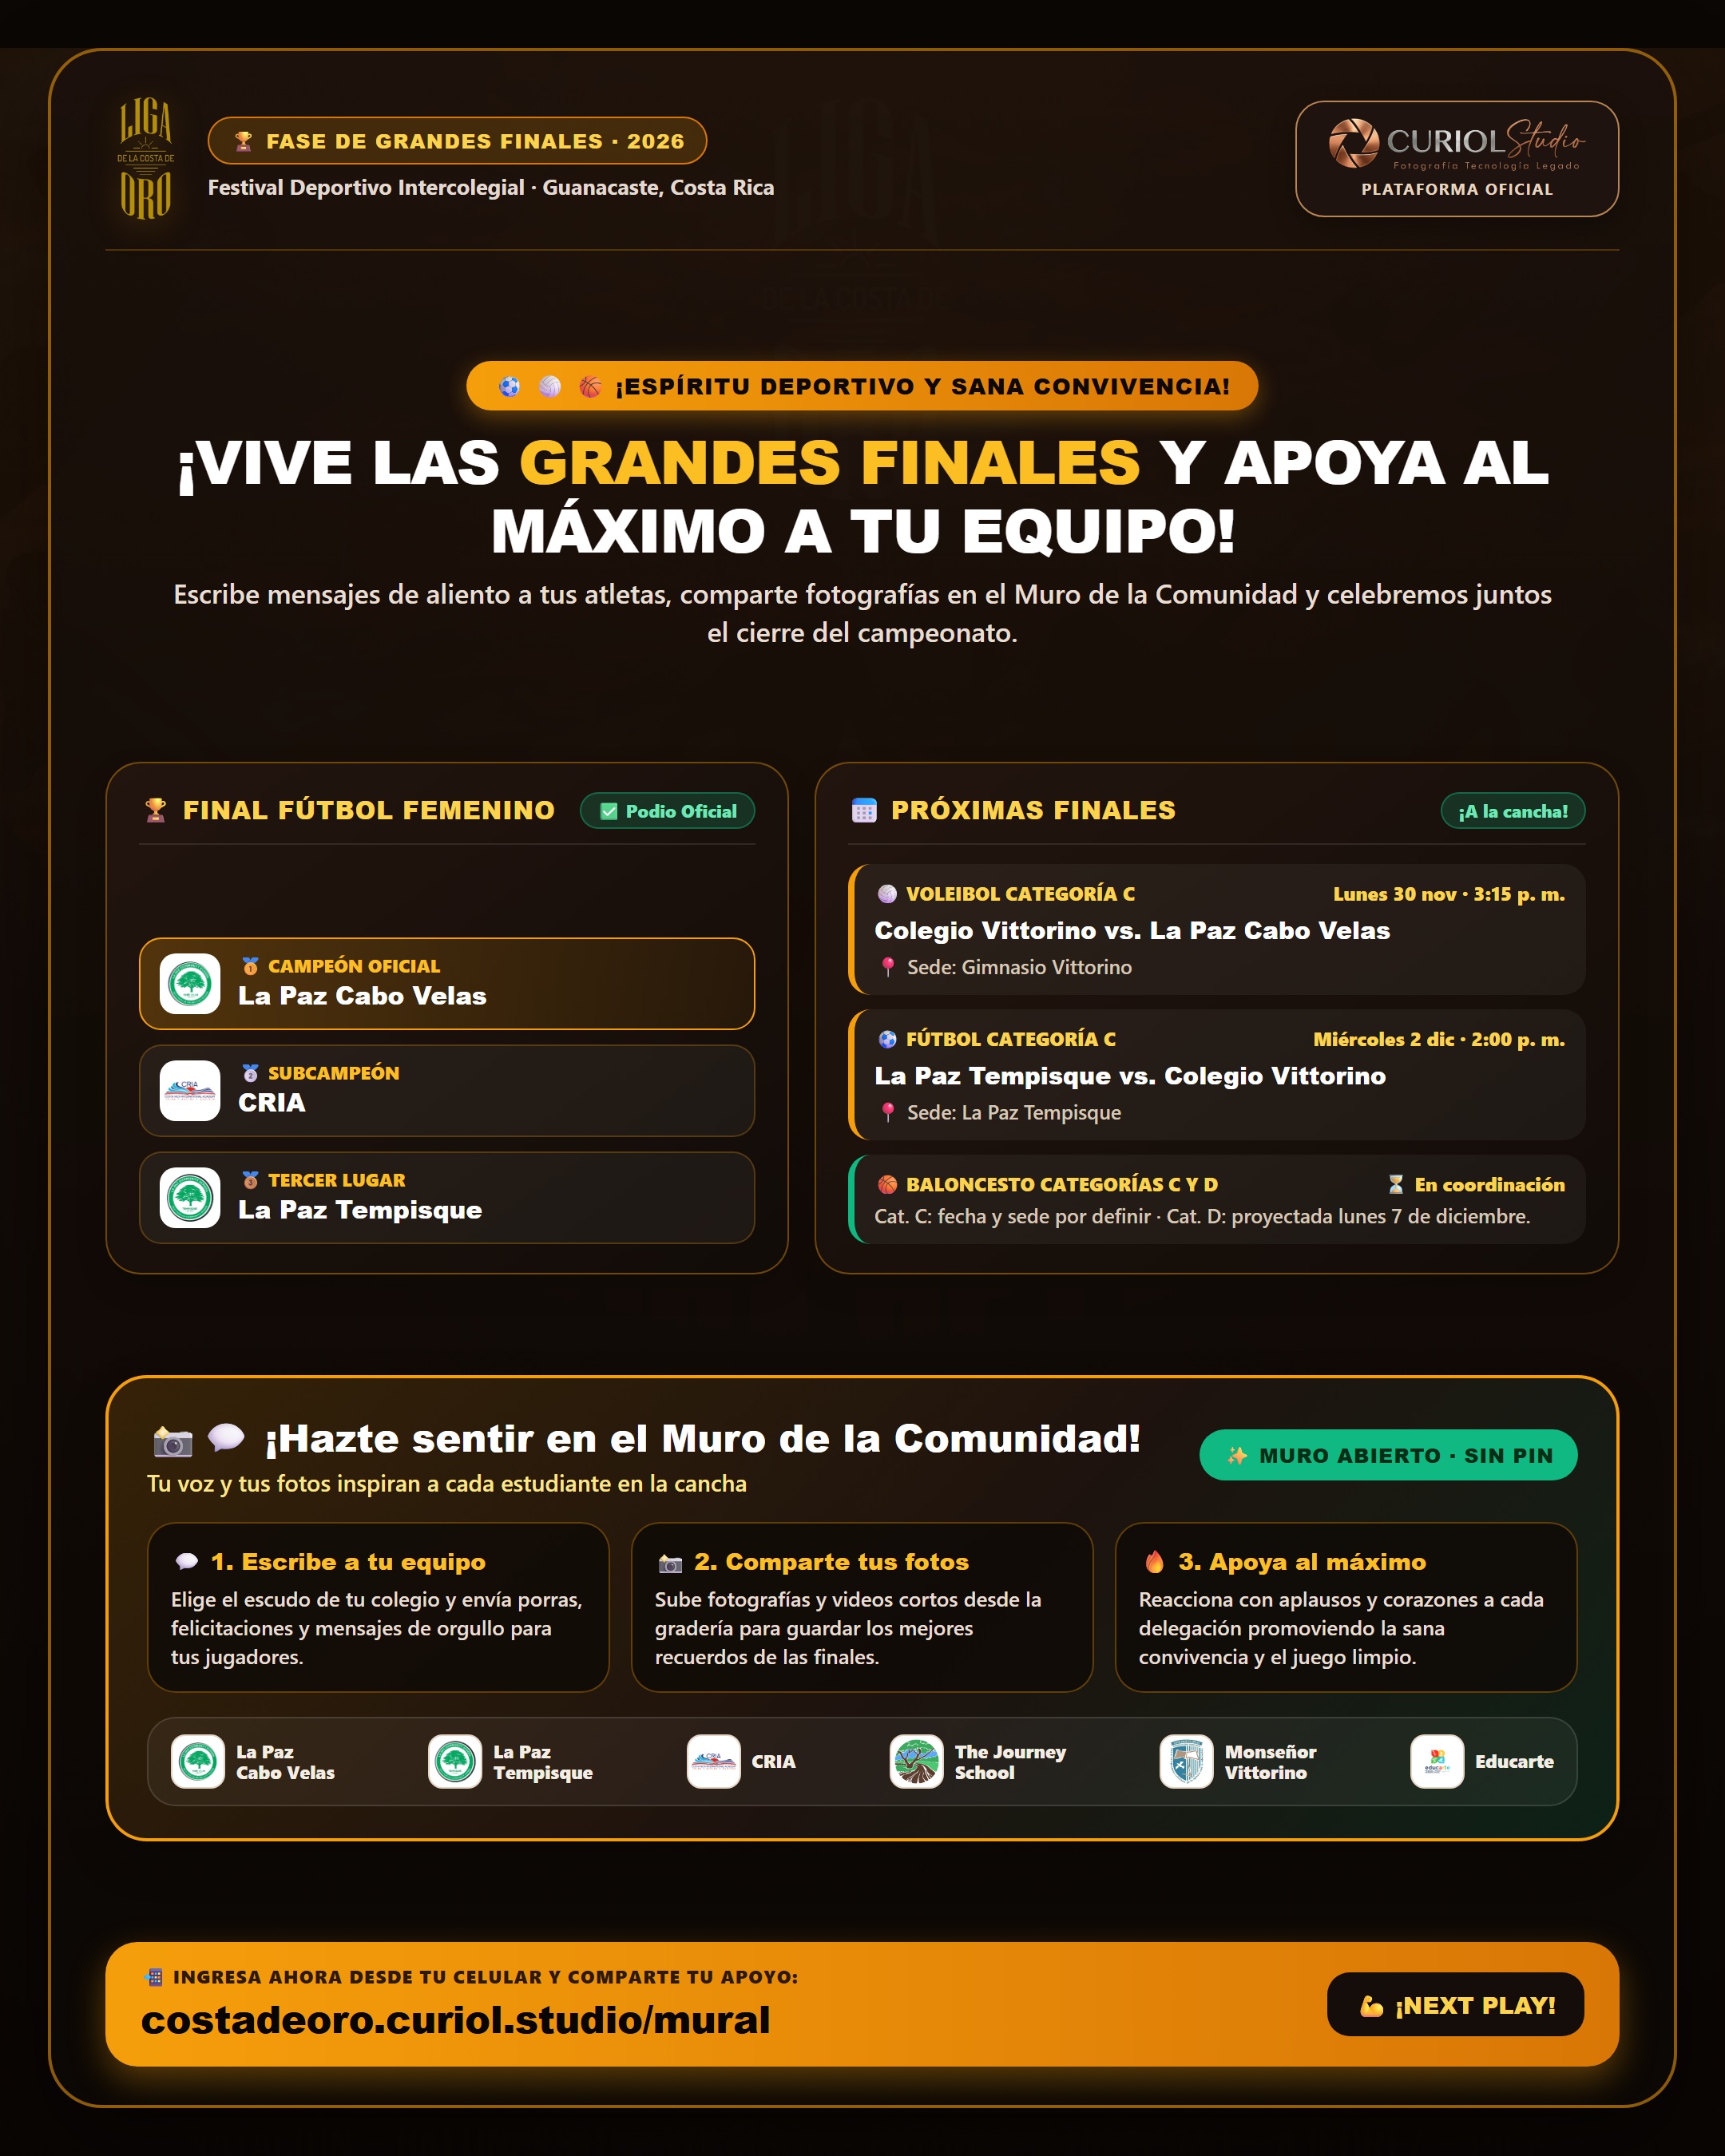 LIGA
DE LA COSTA DE
ORO
🏆 FASE DE GRANDES FINALES · 2026
Festival Deportivo Intercolegial · Guanacaste, Costa Rica
CURIOL Studio
Fotografía Tecnología Legado
PLATAFORMA OFICIAL
⚽ 🏐 🏀 ¡ESPÍRITU DEPORTIVO Y SANA CONVIVENCIA!
¡VIVE LAS GRANDES FINALES Y APOYA AL
MÁXIMO A TU EQUIPO!
Escribe mensajes de aliento a tus atletas, comparte fotografías en el Muro de la Comunidad y celebremos juntos
el cierre del campeonato.
🏆 FINAL FÚTBOL FEMENINO
✅ Podio Oficial
🥇 CAMPEÓN OFICIAL
La Paz Cabo Velas
🥈 SUBCAMPEÓN
CRIA
🥉 TERCER LUGAR
La Paz Tempisque
📅 PRÓXIMAS FINALES
¡A la cancha!
🏐 VOLEIBOL CATEGORÍA C
Lunes 30 nov · 3:15 p. m.
Colegio Vittorino vs. La Paz Cabo Velas
📍 Sede: Gimnasio Vittorino
⚽ FÚTBOL CATEGORÍA C
Miércoles 2 dic · 2:00 p. m.
La Paz Tempisque vs. Colegio Vittorino
📍 Sede: La Paz Tempisque
🏀 BALONCESTO CATEGORÍAS C Y D
⏳ En coordinación
Cat. C: fecha y sede por definir · Cat. D: proyectada lunes 7 de diciembre.
📸 💬 ¡Hazte sentir en el Muro de la Comunidad!
Tu voz y tus fotos inspiran a cada estudiante en la cancha
✨ MURO ABIERTO · SIN PIN
💬 1. Escribe a tu equipo
Elige el escudo de tu colegio y envía porras,
felicitaciones y mensajes de orgullo para
tus jugadores.
📸 2. Comparte tus fotos
Sube fotografías y videos cortos desde la
gradería para guardar los mejores
recuerdos de las finales.
🔥 3. Apoya al máximo
Reacciona con aplausos y corazones a cada
delegación promoviendo la sana
convivencia y el juego limpio.
La Paz
Cabo Velas
La Paz
Tempisque
CRIA
CRIA
The Journey
School
Monseñor
Vittorino
educarte
Educarte
📲 INGRESA AHORA DESDE TU CELULAR Y COMPARTE TU APOYO:
costadeoro.curiol.studio/mural
💪 ¡NEXT PLAY!